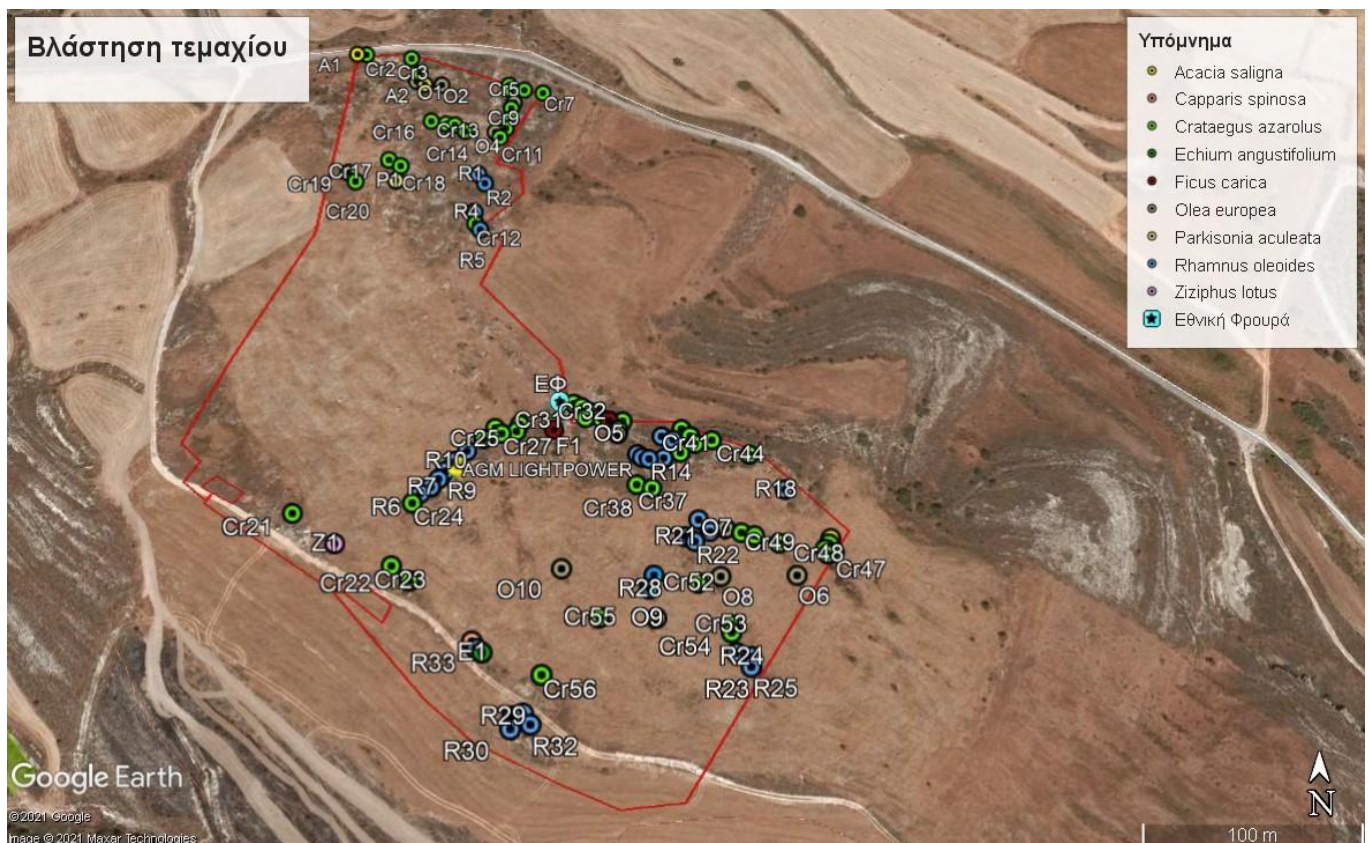 Βλάστηση τεμαχίου
Υπόμνημα
Acacia saligna
Capparis spinosa
Crataegus azarolus
Echium angustifolium
Ficus carica
Olea europea
Parkisonia aculeata
Rhamnus oleoides
Ziziphus lotus
Εθνική Φρουρά
A1
Cr2
Cr3
A2
O1
O2
Cr5
Cr7
Cr9
Cr16
Cr13
O4
Cr14
Cr11
Cr17
Cr19
P1
Cr18
R1
R2
Cr20
R4
Cr12
R5
ΕΦ
Cr31
Cr32
Cr25
Cr27
F1
O5
Cr41
Cr44
R10
AGM LIGHTPOWER
R14
R7
R9
R18
R6
Cr24
Cr38
Cr37
Cr21
Z1
R21
O7
R22
Cr49
Cr48
Cr47
Cr22
Cr23
O10
R28
Cr52
O8
O6
Cr55
O9
Cr53
Cr54
R33
E1
R24
R23
R25
Cr56
R29
R30
R32
Google Earth
©2021 Google
Image © 2021 Maxar Technologies
N
100 m